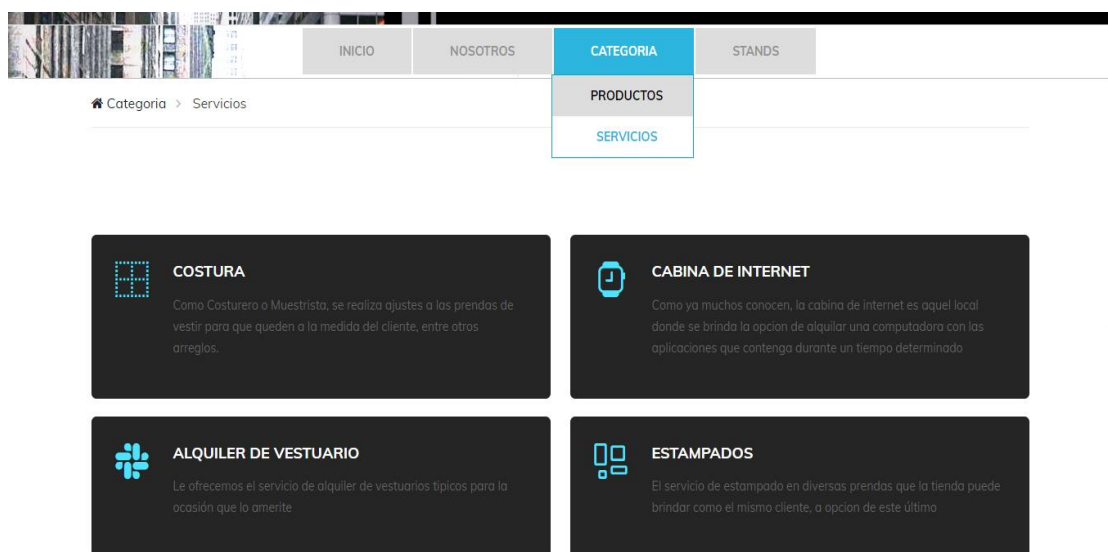 INICIO
NOSOTROS
CATEGORIA
STANDS
PRODUCTOS
SERVICIOS
Categoria > Servicios
COSTURA
Como Costurero o Muestrista, se realiza ajustes a las prendas de
vestir para que queden a la medida del cliente, entre otros
arreglos.
CABINA DE INTERNET
Como ya muchos conocen, la cabina de internet es aquel local
donde se brinda la opcion de alquilar una computadora con las
aplicaciones que contenga durante un tiempo determinado
ALQUILER DE VESTUARIO
Le ofrecemos el servicio de alquiler de vestuarios tipicos para la
ocasión que lo amerite
ESTAMPADOS
El servicio de estampado en diversas prendas que la tienda puede
brindar como el mismo cliente, a opcion de este último